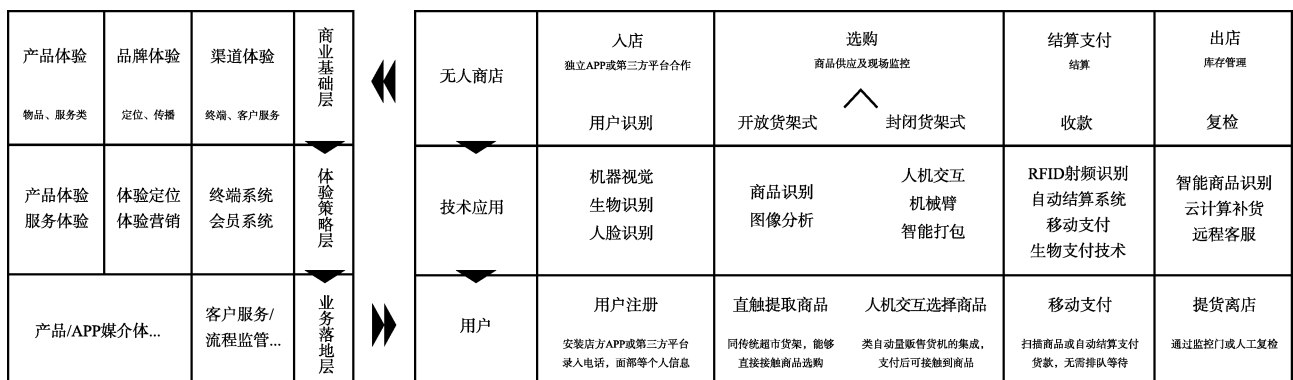 产品体验
品牌体验
渠道体验
商业基础层
物品、服务类
定位、传播
终端、客户服务
产品体验
服务体验
体验定位
体验营销
终端系统
会员系统
体验策略层
产品/APP媒介体...
客户服务/
流程监管...
业务落地层
无人商店
入店
独立APP或第三方平台合作
用户识别
选购
商品供应及现场监控
开放货架式
封闭货架式
结算支付
结算
收款
出店
库存管理
复检
技术应用
机器视觉
生物识别
人脸识别
商品识别
图像分析
人机交互
机械臂
智能打包
RFID射频识别
自动结算系统
移动支付
生物支付技术
智能商品识别
云计算补货
远程客服
用户
用户注册
安装店方APP或第三方平台
录入电话，面部等个人信息
直触提取商品
同传统超市货架，能够
直接接触商品选购
人机交互选择商品
类自动量贩售货机的集成，
支付后可接触到商品
移动支付
扫描商品或自动结算支付
货款，无需排队等待
提货离店
通过监控门或人工复检